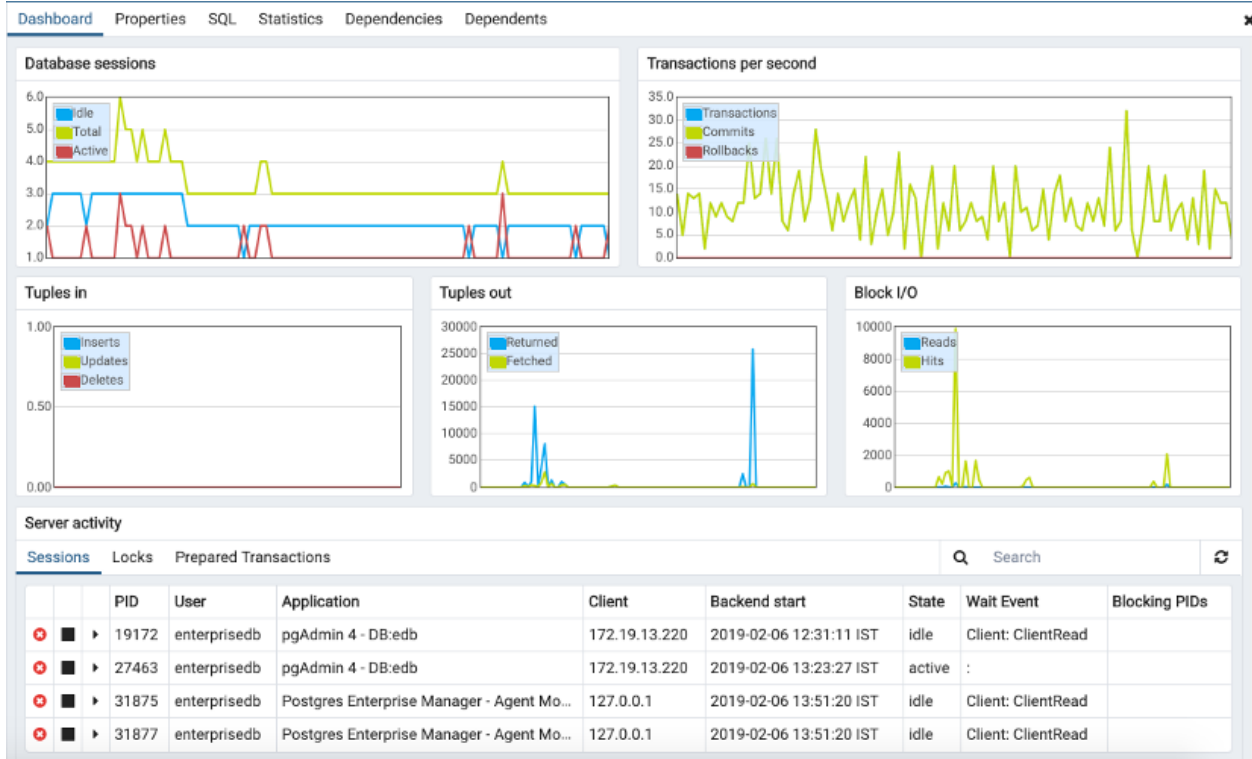 Dashboard Properties SQL Statistics Dependencies Dependents
Database sessions
6.0
5.0
4.0
3.0
2.0
1.0
Idle
Total
Active
Transactions per second
35.0
30.0
25.0
20.0
15.0
10.0
5.0
0.0
Transactions
Commits
Rollbacks
Tuples in
1.00
0.50
0.00
Inserts
Updates
Deletes
Tuples out
30000
25000
20000
15000
10000
5000
0
Returned
Fetched
Block I/O
10000
8000
6000
4000
2000
0
Reads
Hits
Server activity
Sessions Locks Prepared Transactions Search
PID User Application Client Backend start State Wait Event Blocking PIDs
19172 enterprisedb pgAdmin 4 - DB:edb 172.19.13.220 2019-02-06 12:31:11 IST idle Client: ClientRead
27463 enterprisedb pgAdmin 4 - DB:edb 172.19.13.220 2019-02-06 13:23:27 IST active :
31875 enterprisedb Postgres Enterprise Manager - Agent Mo... 127.0.0.1 2019-02-06 13:51:20 IST idle Client: ClientRead
31877 enterprisedb Postgres Enterprise Manager - Agent Mo... 127.0.0.1 2019-02-06 13:51:20 IST idle Client: ClientRead